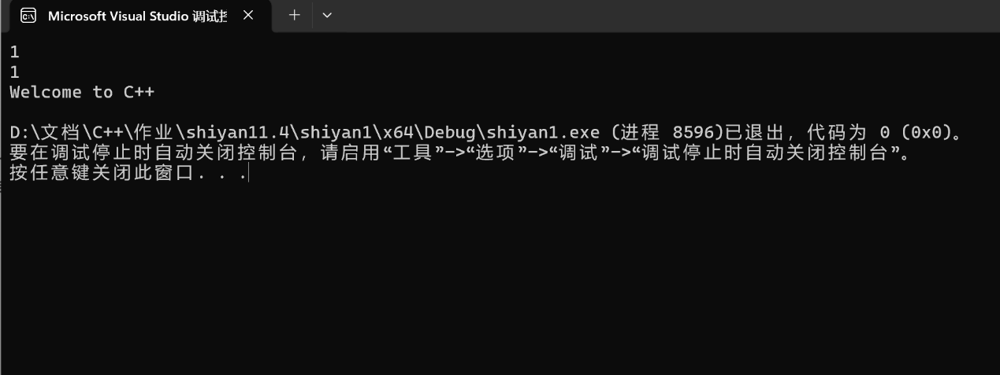 Microsoft Visual Studio 调试控
1
1
Welcome to C++
D:\文档\C++\作业\shiyan11.4\shiyan1\x64\Debug\shiyan1.exe (进程 8596)已退出，代码为 0 (0x0)。
要在调试停止时自动关闭控制台，请启用“工具”->“选项”->“调试”->“调试停止时自动关闭控制台”。
按任意键关闭此窗口. . .